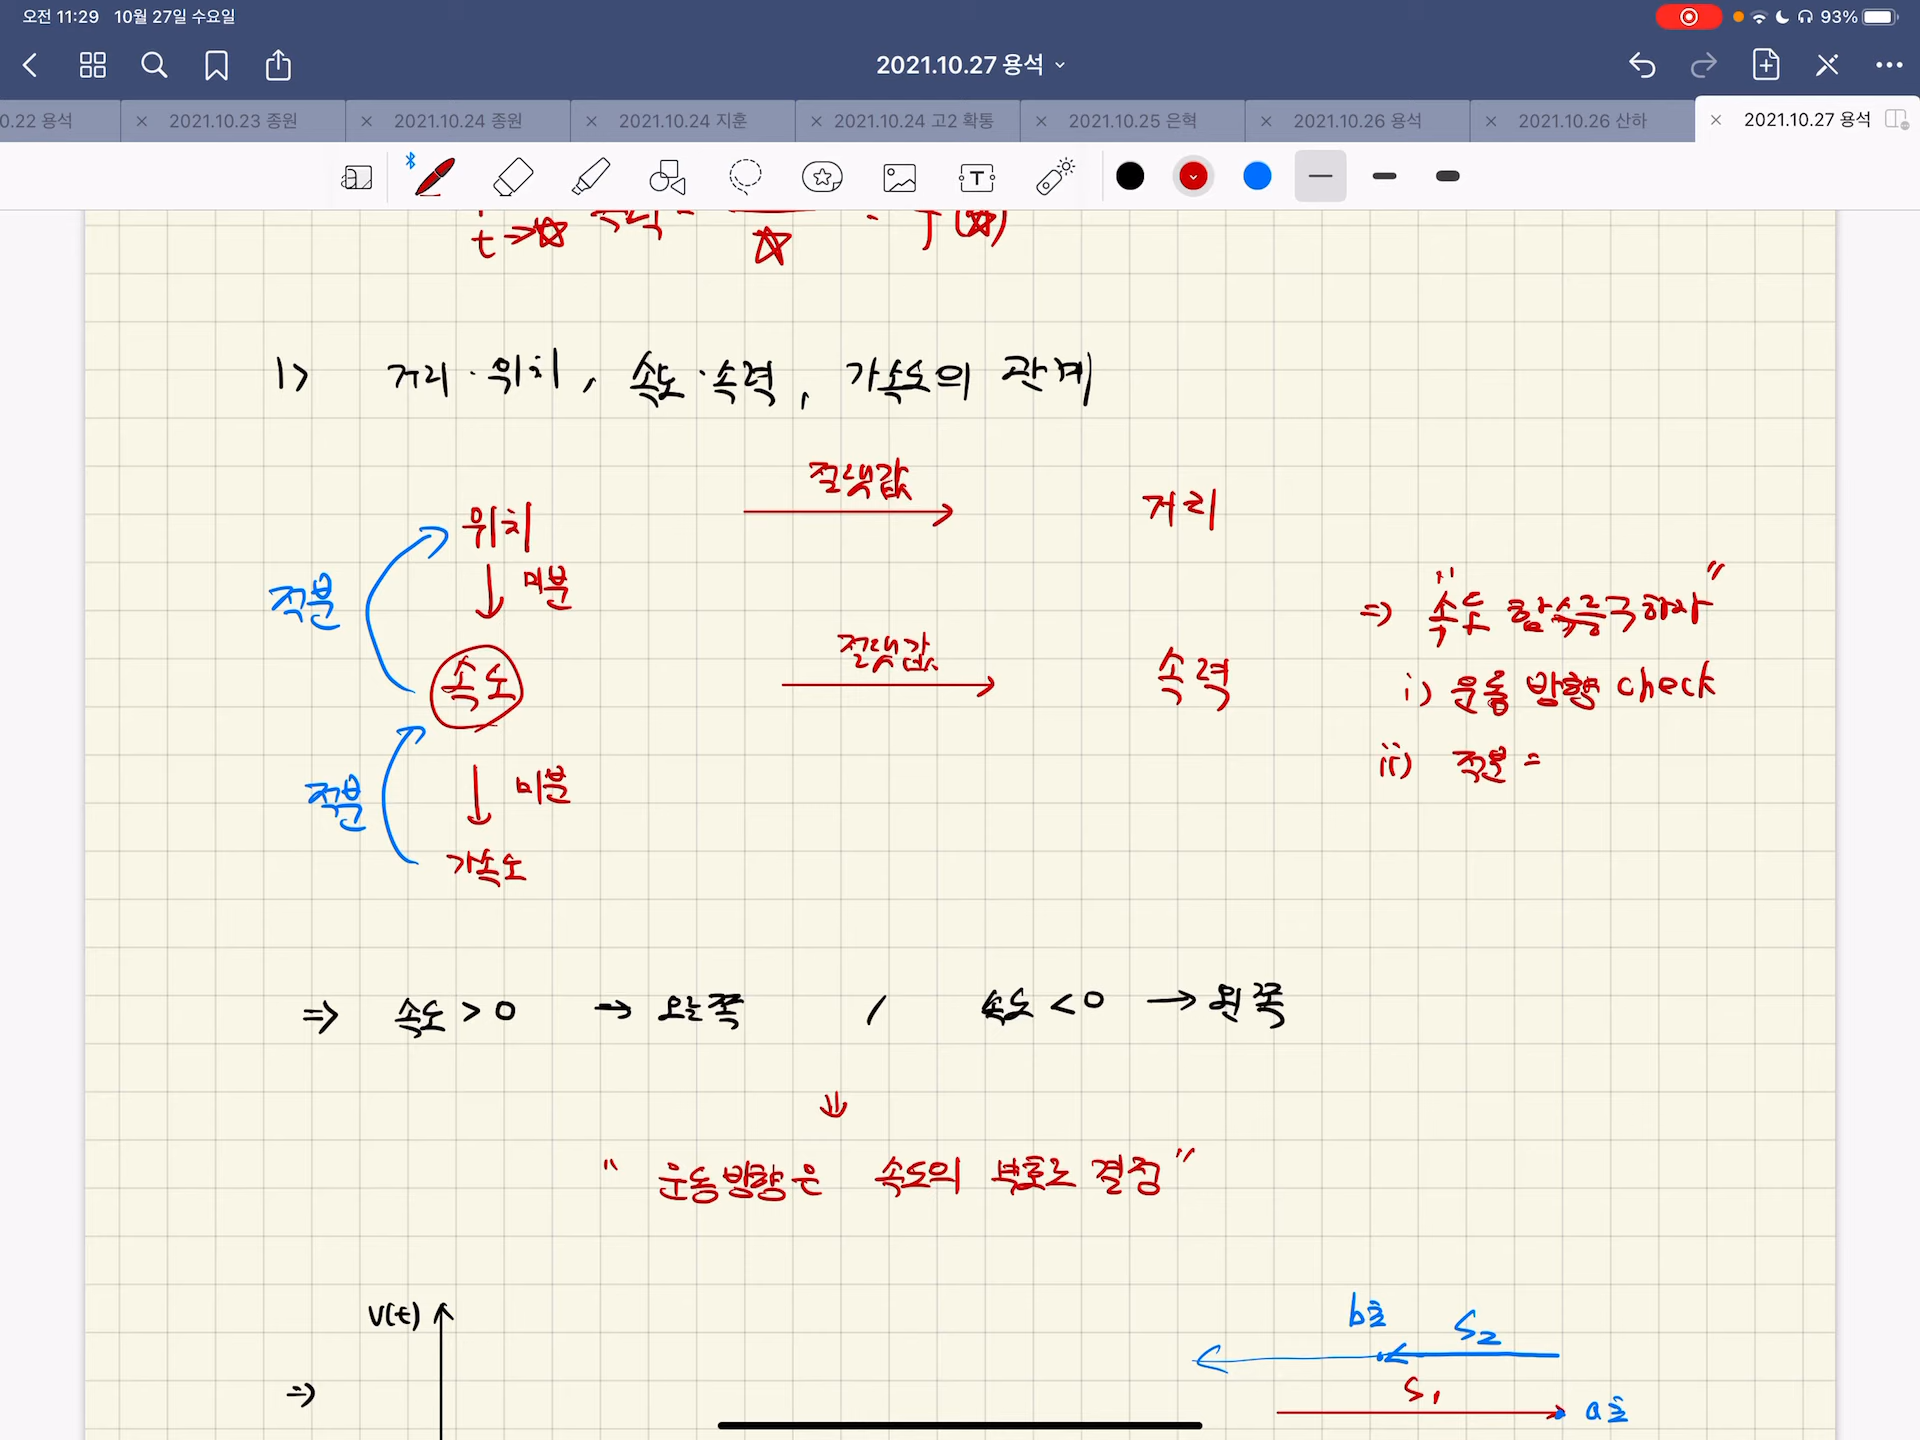 오전 11:29 10월 27일 수요일
93%
2021.10.27 용석
0.22 용석
2021.10.23 종원
2021.10.24 종원
2021.10.24 지훈
2021.10.24 고2 확통
2021.10.25 은혁
2021.10.26 용석
2021.10.26 산하
2021.10.27 용석
1> 거리·위치, 속도·속력, 가속도의 관계
절댓값
위치 거리
적분 미분
⇒ "속도 함수를 구하자"
절댓값
속도 속력
i) 운동 방향 check
ii) 적분 =
적분 미분
가속도
⇒ 속도 > 0 → 오른쪽 / 속도 < 0 → 왼쪽
⇓
" 운동방향은 속도의 부호로 결정 "
V(t)
b초 S2
⇒
S1 a초